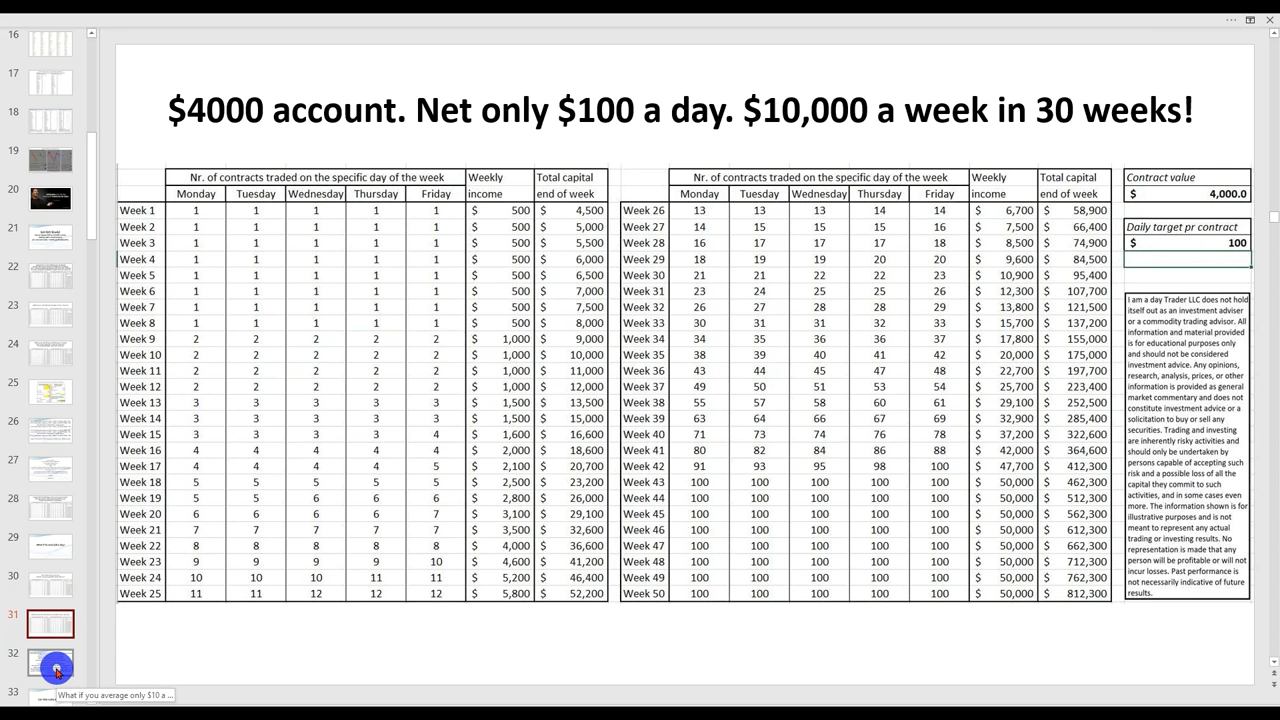 16
17
18
19
20
21
22
23
24
25
26
27
28
29
30
31
32
33
What if you average only $10 a ...
$4000 account. Net only $100 a day. $10,000 a week in 30 weeks!
Nr. of contracts traded on the specific day of the week Weekly Total capital
Monday Tuesday Wednesday Thursday Friday income end of week
Week 1 1 1 1 1 1 $ 500 $ 4,500
Week 2 1 1 1 1 1 $ 500 $ 5,000
Week 3 1 1 1 1 1 $ 500 $ 5,500
Week 4 1 1 1 1 1 $ 500 $ 6,000
Week 5 1 1 1 1 1 $ 500 $ 6,500
Week 6 1 1 1 1 1 $ 500 $ 7,000
Week 7 1 1 1 1 1 $ 500 $ 7,500
Week 8 1 1 1 1 1 $ 500 $ 8,000
Week 9 2 2 2 2 2 $ 1,000 $ 9,000
Week 10 2 2 2 2 2 $ 1,000 $ 10,000
Week 11 2 2 2 2 2 $ 1,000 $ 11,000
Week 12 2 2 2 2 2 $ 1,000 $ 12,000
Week 13 3 3 3 3 3 $ 1,500 $ 13,500
Week 14 3 3 3 3 3 $ 1,500 $ 15,000
Week 15 3 3 3 3 4 $ 1,600 $ 16,600
Week 16 4 4 4 4 4 $ 2,000 $ 18,600
Week 17 4 4 4 4 5 $ 2,100 $ 20,700
Week 18 5 5 5 5 5 $ 2,500 $ 23,200
Week 19 5 5 6 6 6 $ 2,800 $ 26,000
Week 20 6 6 6 6 7 $ 3,100 $ 29,100
Week 21 7 7 7 7 7 $ 3,500 $ 32,600
Week 22 8 8 8 8 8 $ 4,000 $ 36,600
Week 23 9 9 9 9 10 $ 4,600 $ 41,200
Week 24 10 10 10 11 11 $ 5,200 $ 46,400
Week 25 11 11 12 12 12 $ 5,800 $ 52,200
Nr. of contracts traded on the specific day of the week Weekly Total capital
Monday Tuesday Wednesday Thursday Friday income end of week
Week 26 13 13 13 14 14 $ 6,700 $ 58,900
Week 27 14 15 15 15 16 $ 7,500 $ 66,400
Week 28 16 17 17 17 18 $ 8,500 $ 74,900
Week 29 18 19 19 20 20 $ 9,600 $ 84,500
Week 30 21 21 22 22 23 $ 10,900 $ 95,400
Week 31 23 24 25 25 26 $ 12,300 $ 107,700
Week 32 26 27 28 28 29 $ 13,800 $ 121,500
Week 33 30 31 31 32 33 $ 15,700 $ 137,200
Week 34 34 35 36 36 37 $ 17,800 $ 155,000
Week 35 38 39 40 41 42 $ 20,000 $ 175,000
Week 36 43 44 45 47 48 $ 22,700 $ 197,700
Week 37 49 50 51 53 54 $ 25,700 $ 223,400
Week 38 55 57 58 60 61 $ 29,100 $ 252,500
Week 39 63 64 66 67 69 $ 32,900 $ 285,400
Week 40 71 73 74 76 78 $ 37,200 $ 322,600
Week 41 80 82 84 86 88 $ 42,000 $ 364,600
Week 42 91 93 95 98 100 $ 47,700 $ 412,300
Week 43 100 100 100 100 100 $ 50,000 $ 462,300
Week 44 100 100 100 100 100 $ 50,000 $ 512,300
Week 45 100 100 100 100 100 $ 50,000 $ 562,300
Week 46 100 100 100 100 100 $ 50,000 $ 612,300
Week 47 100 100 100 100 100 $ 50,000 $ 662,300
Week 48 100 100 100 100 100 $ 50,000 $ 712,300
Week 49 100 100 100 100 100 $ 50,000 $ 762,300
Week 50 100 100 100 100 100 $ 50,000 $ 812,300
Contract value
$ 4,000.0
Daily target pr contract
$ 100
I am a day Trader LLC does not hold
itself out as an investment adviser
or a commodity trading advisor. All
information and material provided
is for educational purposes only
and should not be considered
investment advice. Any opinions,
research, analysis, prices, or other
information is provided as general
market commentary and does not
constitute investment advice or a
solicitation to buy or sell any
securities. Trading and investing
are inherently risky activities and
should only be undertaken by
persons capable of accepting such
risk and a possible loss of all the
capital they commit to such
activities, and in some cases even
more. The information shown is for
illustrative purposes and is not
meant to represent any actual
trading or investing results. No
representation is made that any
person will be profitable or will not
incur losses. Past performance is
not necessarily indicative of future
results.